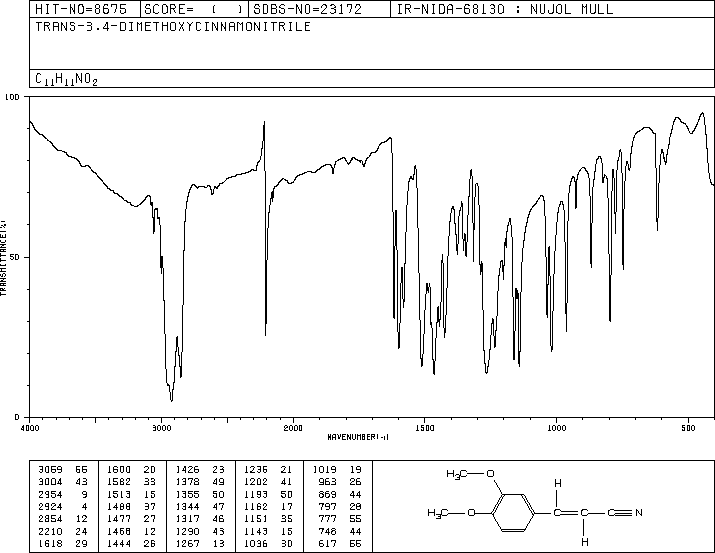 HIT-NO=8675 SCORE= ( ) SDBS-NO=23172 IR-NIDA-68130 : NUJOL MULL
TRANS-3,4-DIMETHOXYCINNAMONITRILE
C11H11NO2
100
50
0
TRANSMITTANCE(%)
4000 3000 2000 1500 1000 500
WAVENUMBER(-1)
3069 66 1600 20 1426 23 1236 21 1019 19
3004 43 1582 33 1378 49 1202 41 963 26
2954 9 1513 15 1355 50 1193 50 869 44
2924 4 1488 37 1344 47 1162 17 797 28
2854 12 1477 27 1317 46 1151 35 777 55
2210 24 1468 12 1290 43 1143 15 748 44
1618 29 1444 26 1267 13 1036 30 617 55
H3C O
H3C O
H
H
C N